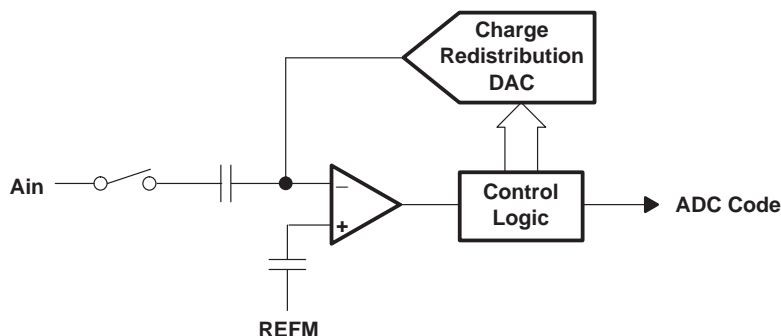 Charge
Redistribution
DAC
Ain
−
+
Control
Logic
ADC Code
REFM